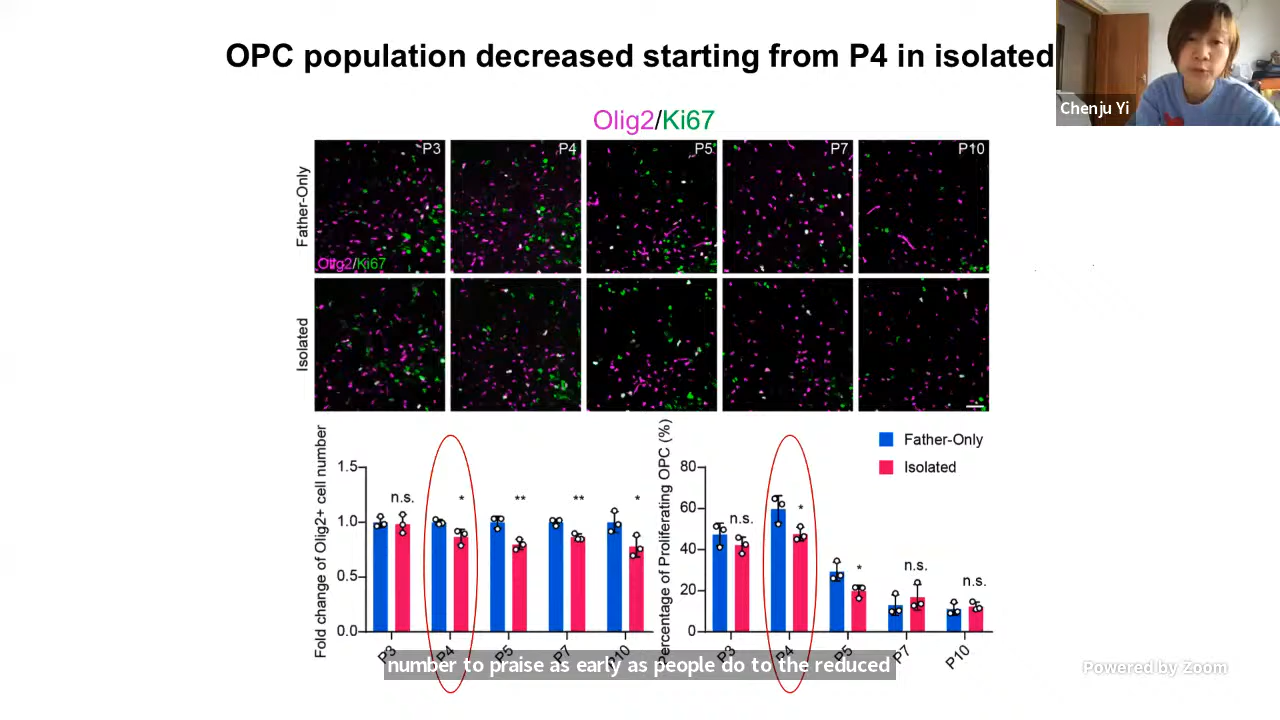 OPC population decreased starting from P4 in isolated
Chenju Yi
Olig2/Ki67
P3
P4
P5
P7
P10
Father-Only
Olig2/Ki67
Isolated
Fold change of Olig2+ cell number
1.5
1.0
0.5
0.0
n.s.
*
**
**
*
P3
P4
P5
P7
P10
Percentage of Proliferating OPC (%)
80
60
40
20
0
n.s.
*
*
n.s.
n.s.
P3
P4
P5
P7
P10
Father-Only
Isolated
number to praise as early as people do to the reduced
Powered by Zoom